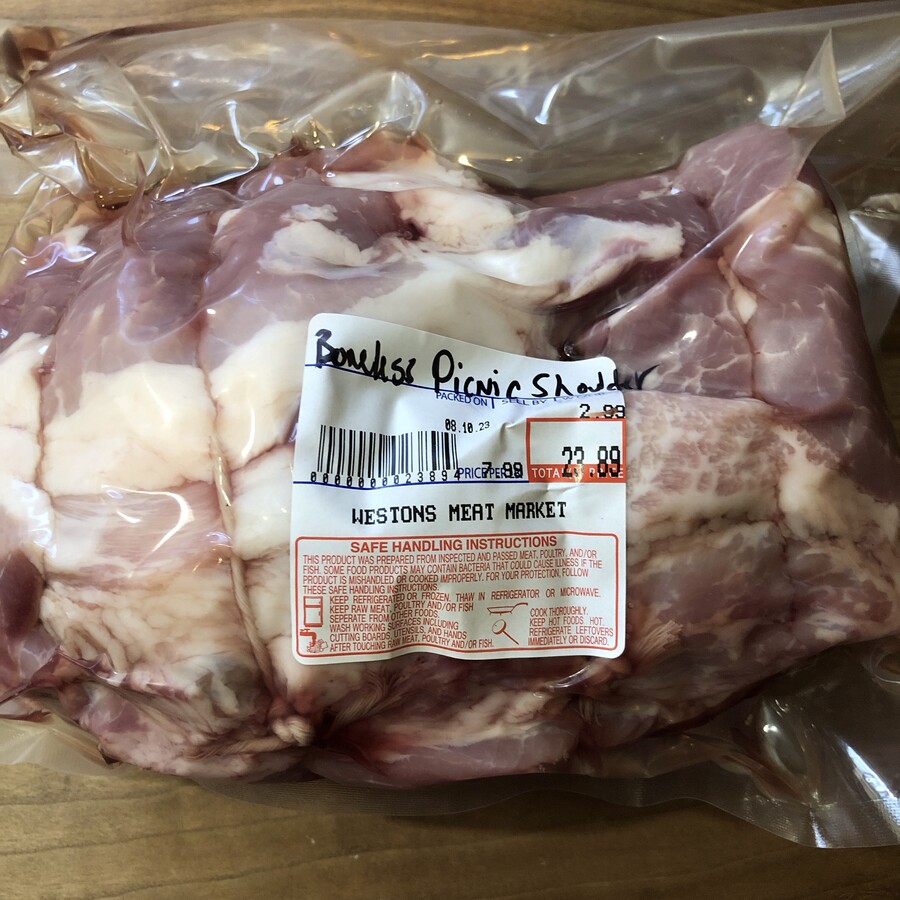 Boneless Picnic Shoulder
PACKED ON SELL BY
2.99
08.10.23
0000000023894 PRICE PER 7.99 TOTAL 23.89
WESTONS MEAT MARKET
SAFE HANDLING INSTRUCTIONS
THIS PRODUCT WAS PREPARED FROM INSPECTED AND PASSED MEAT, POULTRY, AND/OR
FISH. SOME FOOD PRODUCTS MAY CONTAIN BACTERIA THAT COULD CAUSE ILLNESS IF THE
PRODUCT IS MISHANDLED OR COOKED IMPROPERLY. FOR YOUR PROTECTION, FOLLOW
THESE SAFE HANDLING INSTRUCTIONS.
KEEP REFRIGERATED OR FROZEN. THAW IN REFRIGERATOR OR MICROWAVE.
KEEP RAW MEAT, POULTRY AND/OR FISH
SEPERATE FROM OTHER FOODS.
WASH WORKING SURFACES INCLUDING
CUTTING BOARDS, UTENSILS, AND HANDS
AFTER TOUCHING RAW MEAT, POULTRY AND/OR FISH.
COOK THOROUGHLY.
KEEP HOT FOODS HOT.
REFRIGERATE LEFTOVERS
IMMEDIATELY OR DISCARD.